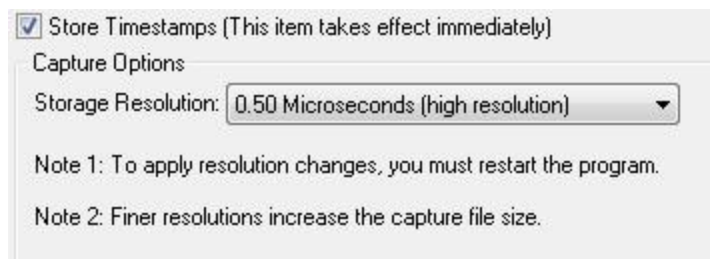 Store Timestamps (This item takes effect immediately)
Capture Options
Storage Resolution: 0.50 Microseconds (high resolution)
Note 1: To apply resolution changes, you must restart the program.
Note 2: Finer resolutions increase the capture file size.